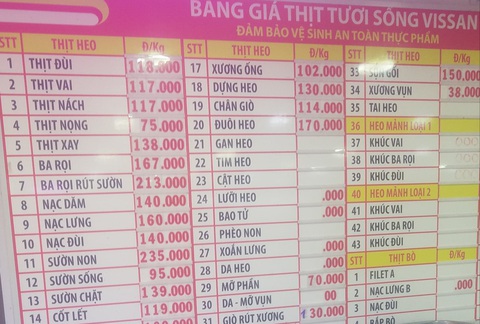 BẢNG GIÁ THỊT TƯƠI SỐNG VISSAN
ĐẢM BẢO VỆ SINH AN TOÀN THỰC PHẨM
STT THỊT HEO Đ/Kg
1 THỊT ĐÙI 118.000
2 THỊT VAI 117.000
3 THỊT NÁCH 117.000
4 THỊT NỌNG 75.000
5 THỊT XAY 138.000
6 BA RỌI 167.000
7 BA RỌI RÚT SƯỜN 213.000
8 NẠC DĂM 140.000
9 NẠC LƯNG 160.000
10 NẠC ĐÙI 140.000
11 SƯỜN NON 235.000
12 SƯỜN SỐNG 95.000
13 SƯỜN CHẶT 139.000
14 CỐT LẾT 119.000
STT THỊT HEO Đ/Kg
17 XƯƠNG ỐNG 102.000
18 DỰNG HEO 130.000
19 CHÂN GIÒ 114.000
20 ĐUÔI HEO 170.000
21 GAN HEO
22 TIM HEO
23 CẬT HEO
24 LƯỠI HEO .000
25 BAO TỬ .000
26 PHÈO NON
27 XOẮN LƯNG .000
28 DA HEO .000
29 MỠ PHẦN 70.000
30 DA - MỠ VỤN 00
31 GIÒ RÚT XƯƠNG 130.000
STT THỊT HEO Đ/Kg
33 150.000
34 XƯƠNG VỤN 38.000
35 TAI HEO
36 HEO MẢNH LOẠI 1
37 KHÚC VAI
38 KHÚC BA RỌI
39 KHÚC ĐÙI
40 HEO MẢNH LOẠI 2
41 KHÚC VAI
42 KHÚC BA RỌI
43 KHÚC ĐÙI
STT THỊT BÒ Đ/Kg
1 FILET A
2 NẠC LƯNG B .000
3 NẠC ĐÙI